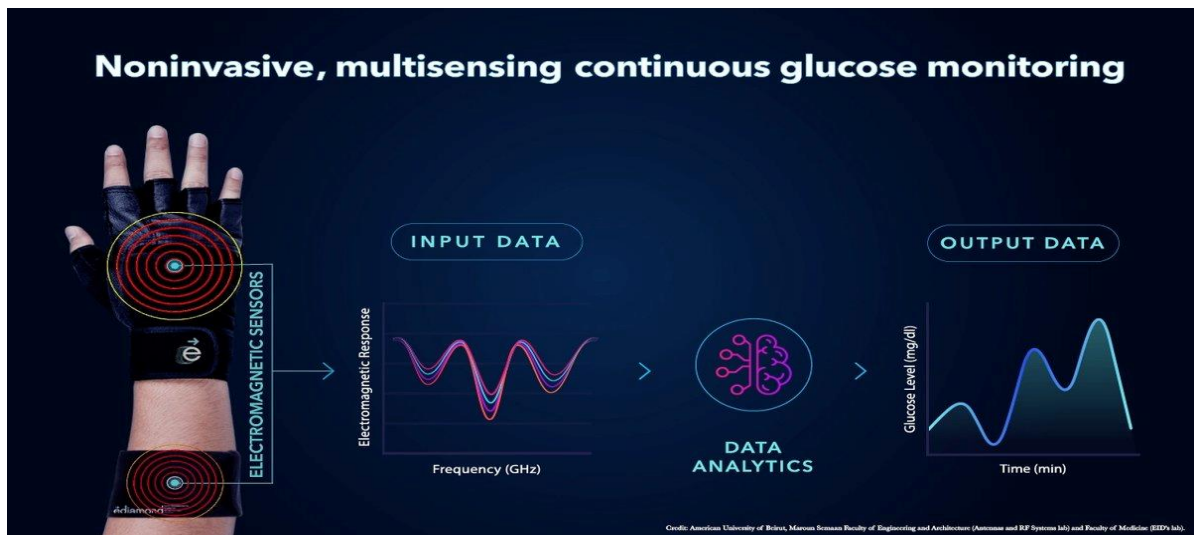 Noninvasive, multisensing continuous glucose monitoring
ELECTROMAGNETIC SENSORS
e
édiamond
INPUT DATA
Electromagnetic Response
Frequency (GHz)
DATA
ANALYTICS
OUTPUT DATA
Glucose Level (mg/dl)
Time (min)
Credit: American University of Beirut, Maroun Semaan Faculty of Engineering and Architecture (Antennas and RF Systems lab) and Faculty of Medicine (EID's lab).